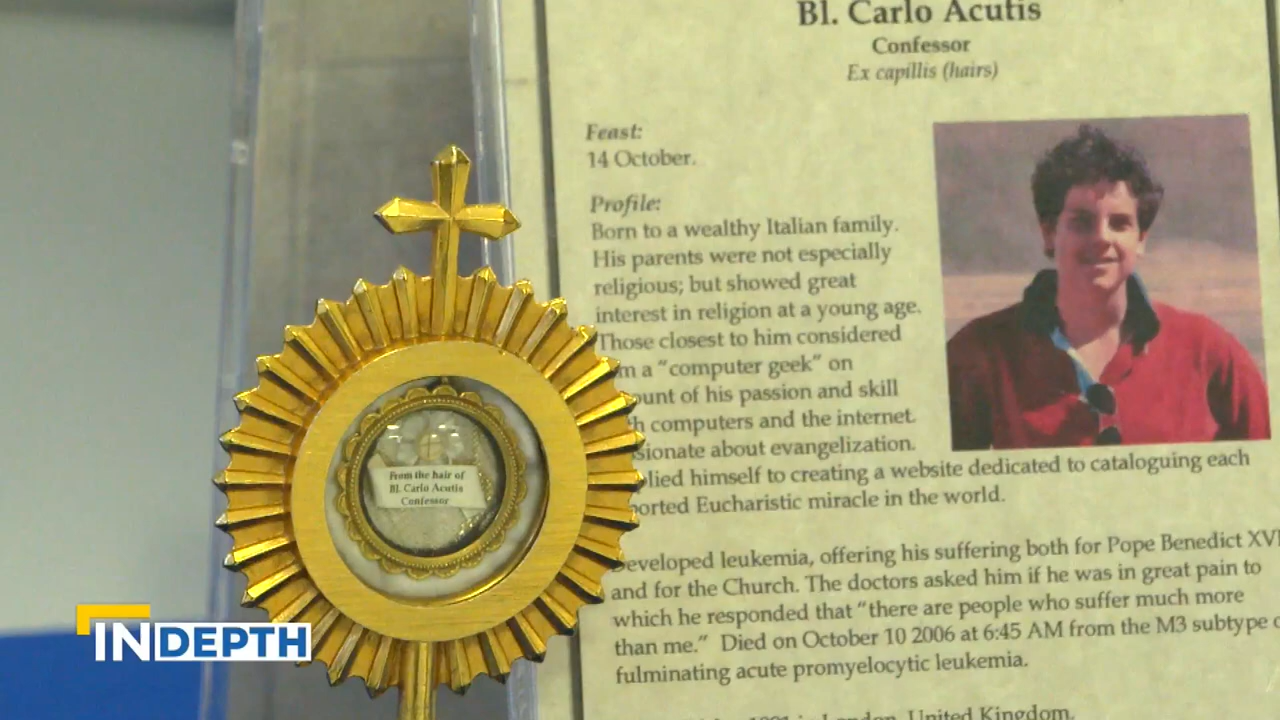 Bl. Carlo Acutis
Confessor
Ex capillis (hairs)
Feast:
14 October.
Profile:
Born to a wealthy Italian family.
His parents were not especially
religious; but showed great
interest in religion at a young age.
Those closest to him considered
a "computer geek" on
of his passion and skill
computers and the internet.
about evangelization.
himself to creating a website dedicated to cataloguing each
Eucharistic miracle in the world.
Developed leukemia, offering his suffering both for Pope Benedict XVI
and for the Church. The doctors asked him if he was in great pain to
which he responded that "there are people who suffer much more
than me." Died on October 10 2006 at 6:45 AM from the M3 subtype
fulminating acute promyelocytic leukemia.
1991 in London, United Kingdom.
From the hair of
Bl. Carlo Acutis
Confessor
INDEPTH